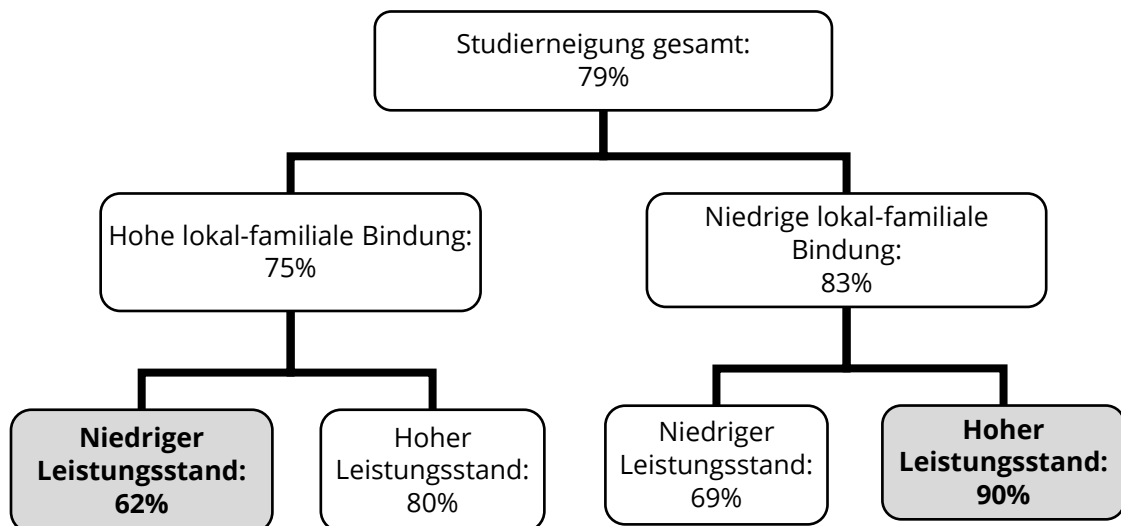 Studierneigung gesamt:
79%
Hohe lokal-familiale Bindung:
75%
Niedrige lokal-familiale
Bindung:
83%
Niedriger
Leistungsstand:
62%
Hoher
Leistungsstand:
80%
Niedriger
Leistungsstand:
69%
Hoher
Leistungsstand:
90%